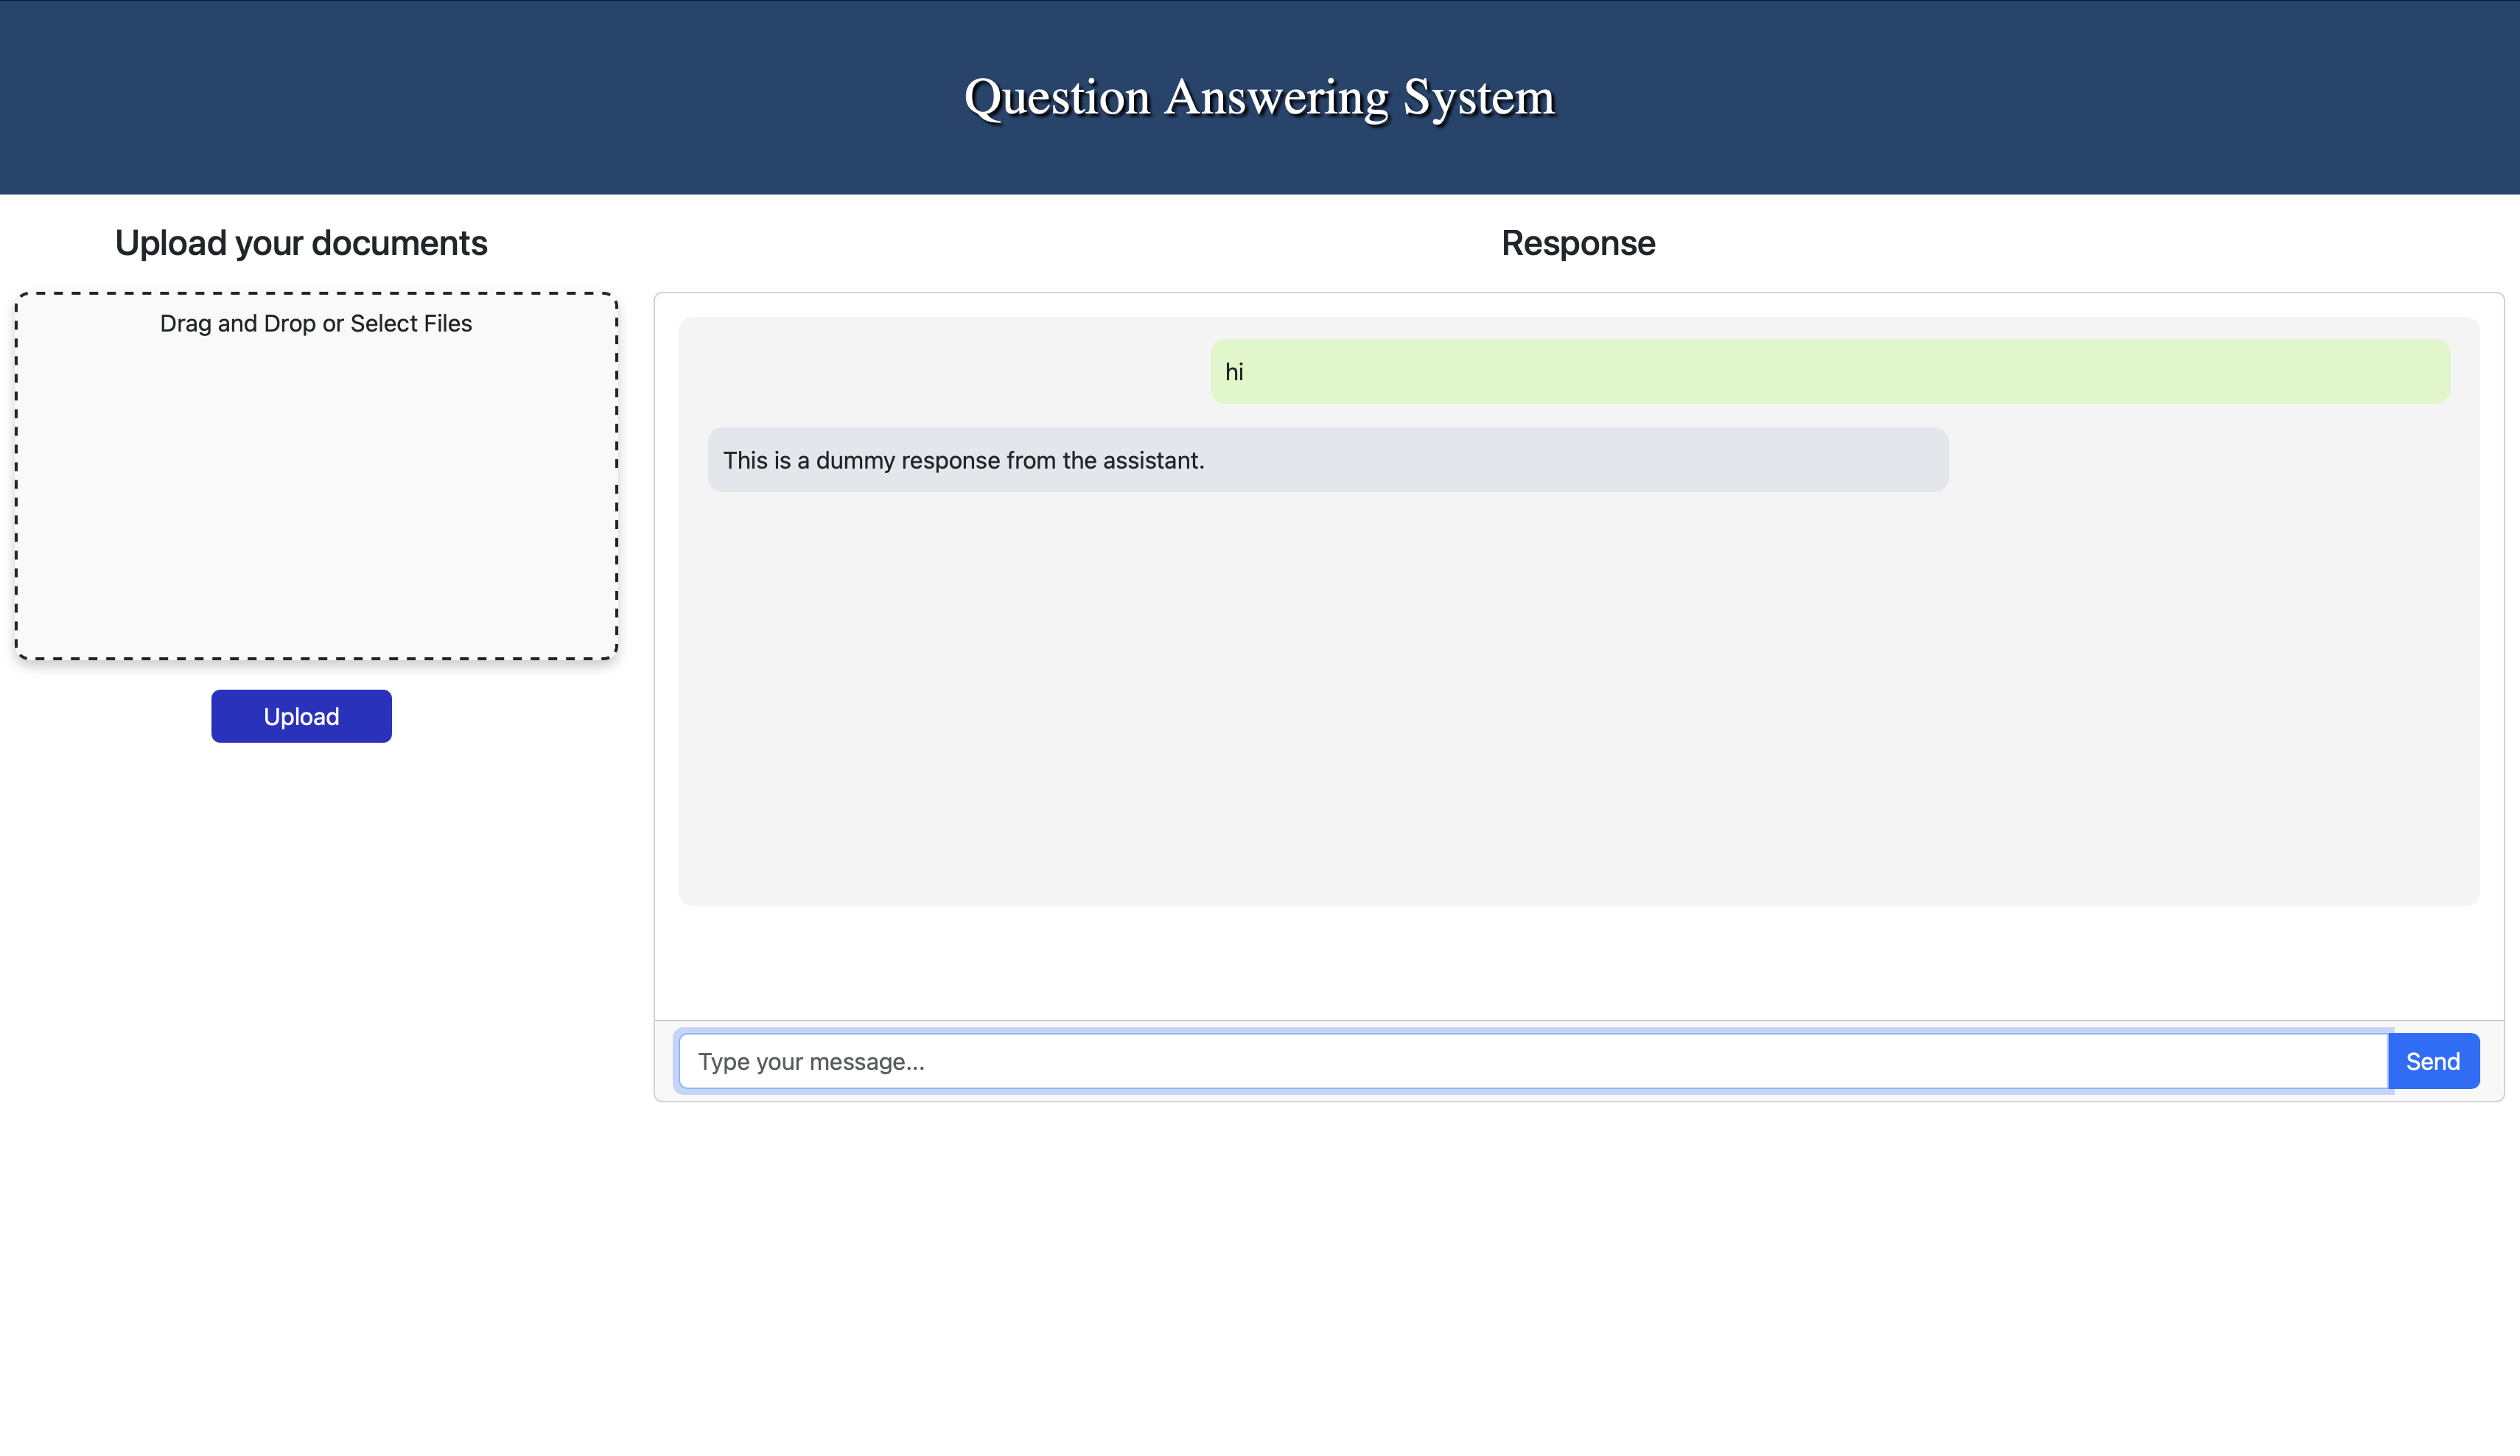 Question Answering System
Upload your documents
Drag and Drop or Select Files
Upload
Response
hi
This is a dummy response from the assistant.
Type your message...
Send